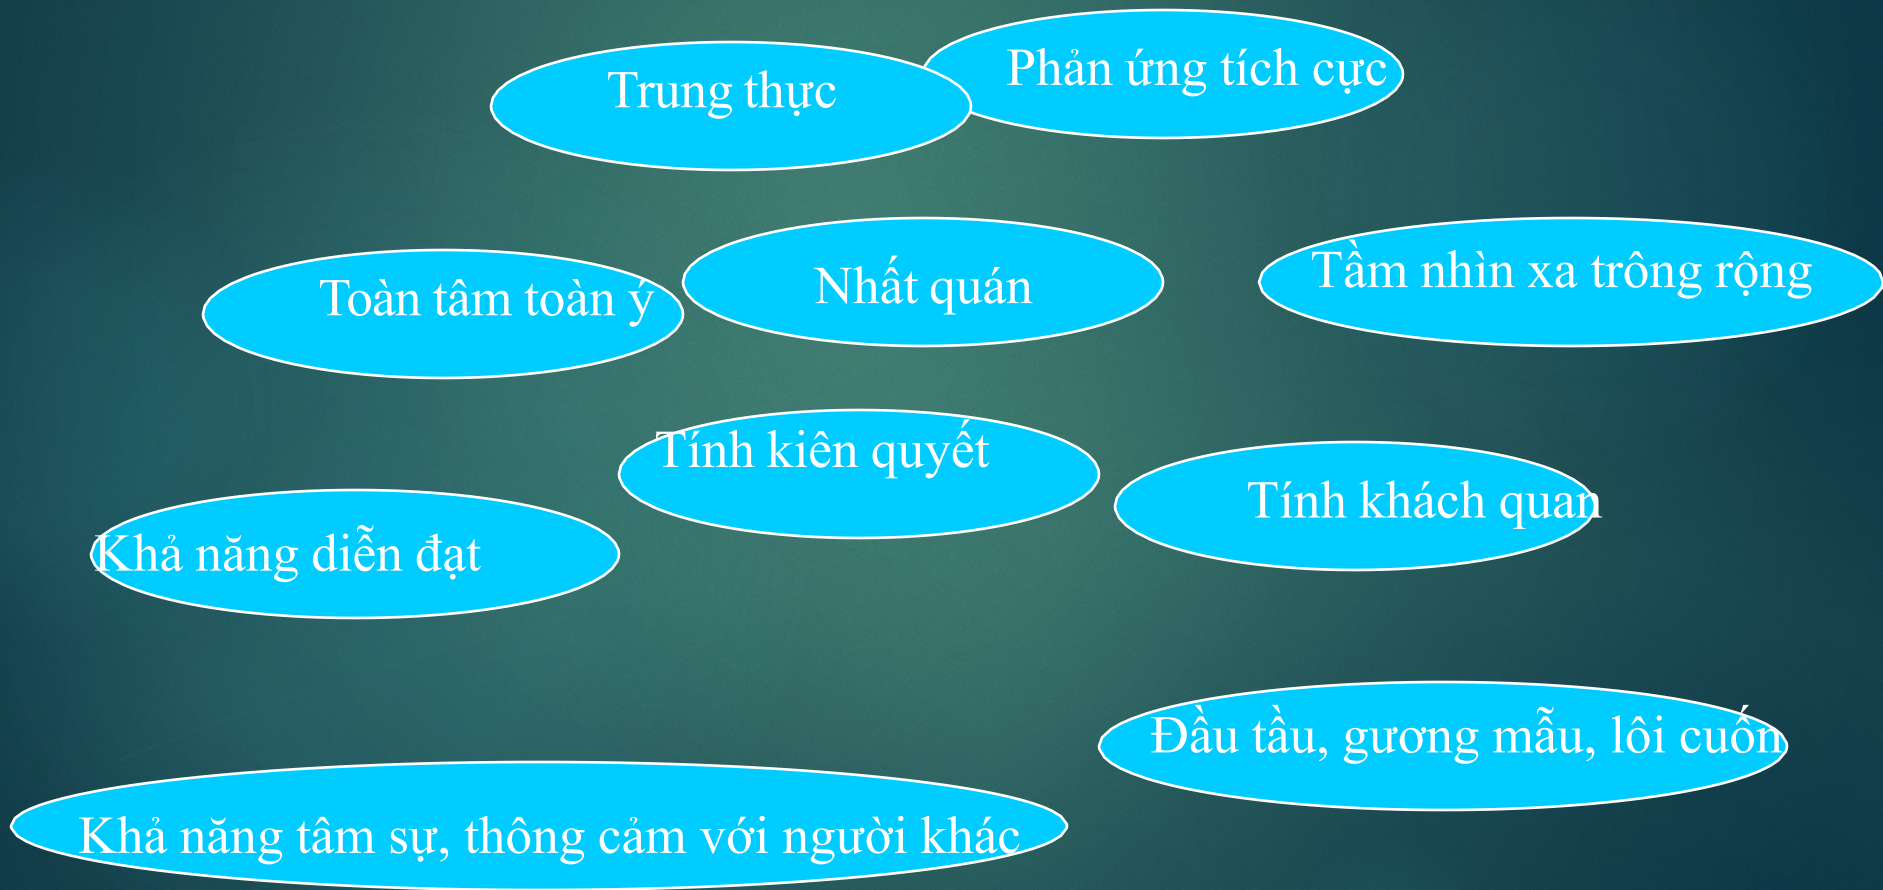 Trung thực
Phản ứng tích cực
Toàn tâm toàn ý
Nhất quán
Tầm nhìn xa trông rộng
Tính kiên quyết
Tính khách quan
Khả năng diễn đạt
Đầu tầu, gương mẫu, lôi cuốn
Khả năng tâm sự, thông cảm với người khác